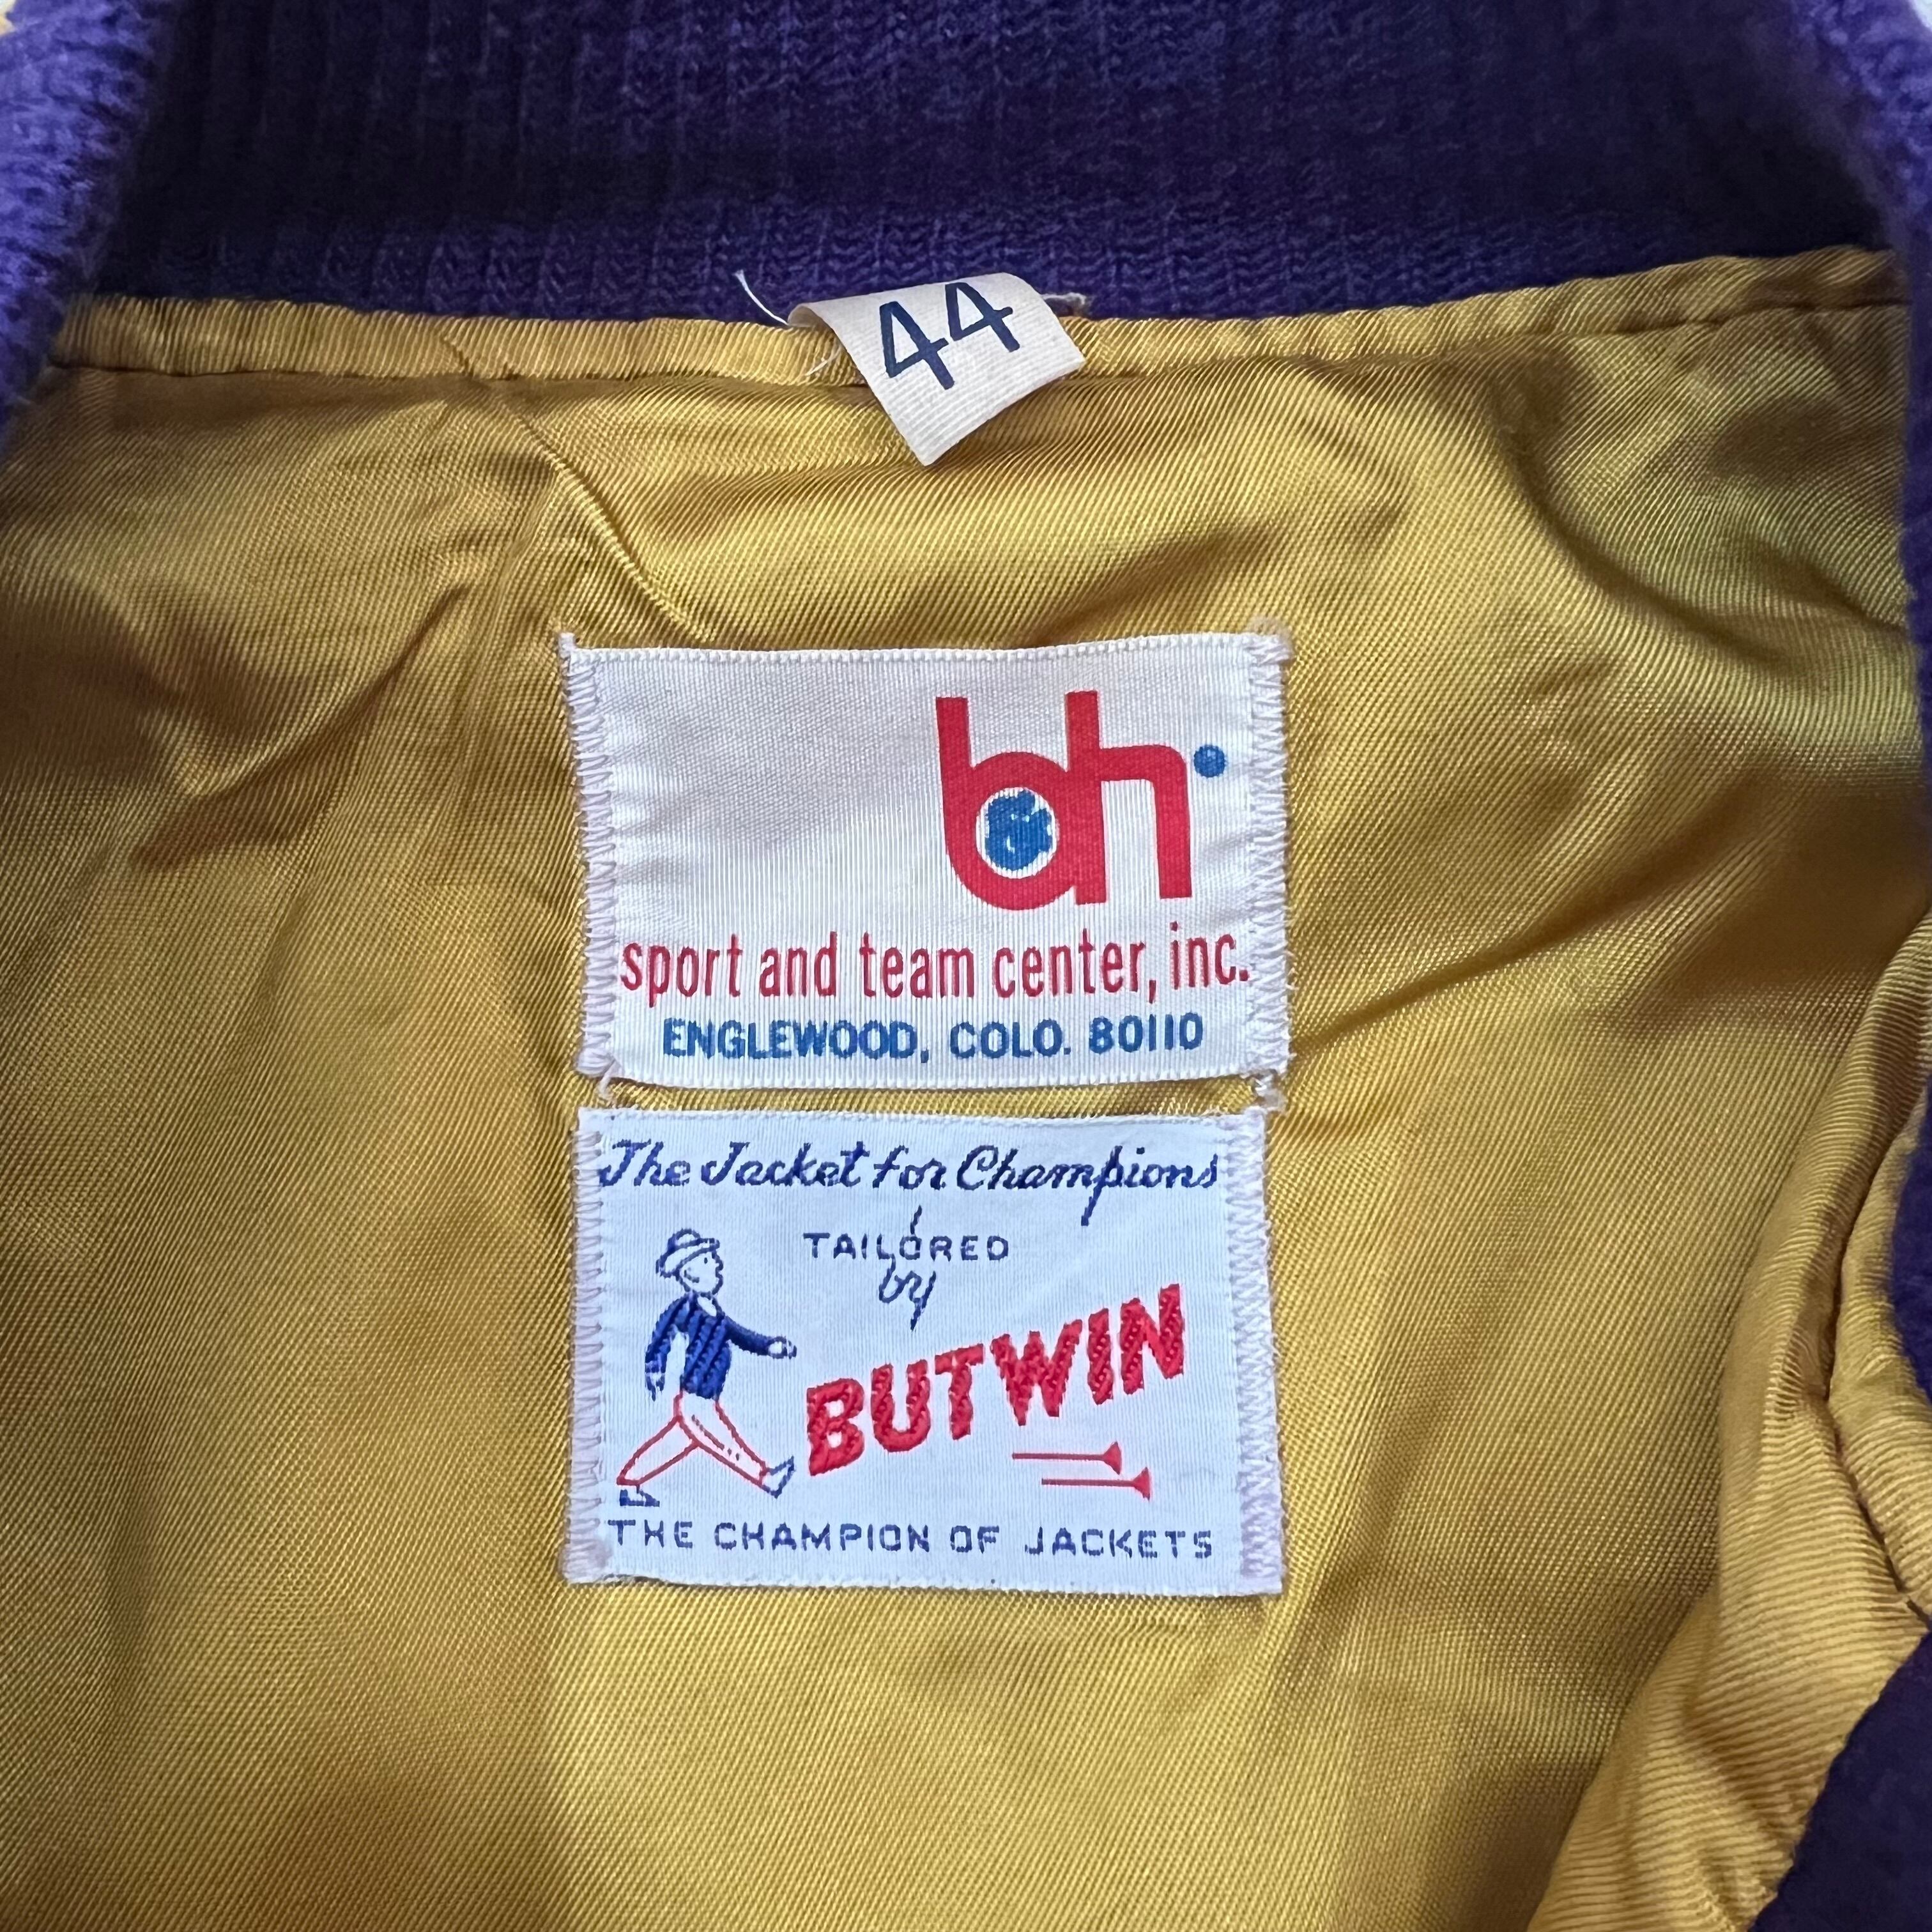 44
b&h
sport and team center, inc.
ENGLEWOOD, COLO. 80110
The Jacket for Champions
TAILORED
by
BUTWIN
THE CHAMPION OF JACKETS